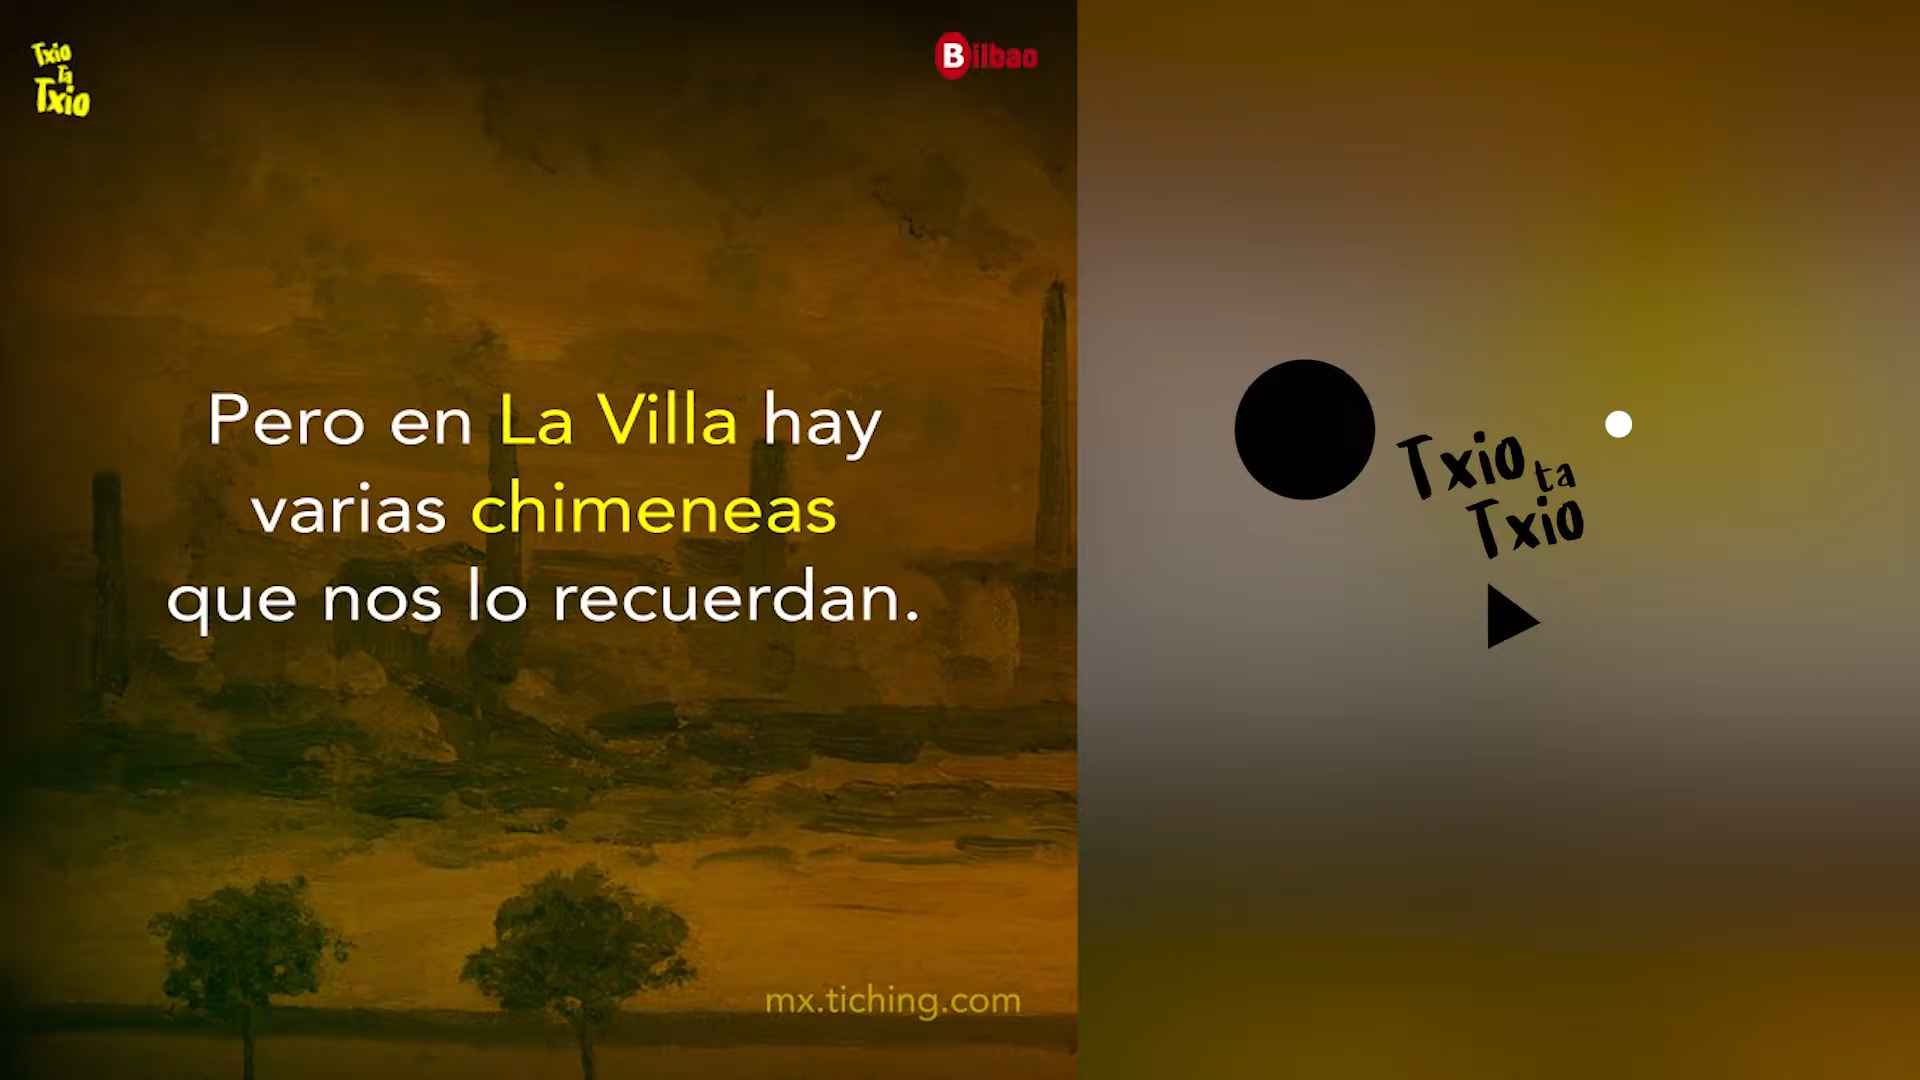 Txio
Ta
Txio
Bilbao
Pero en La Villa hay
varias chimeneas
que nos lo recuerdan.
mx.tiching.com
Txio ta
Txio